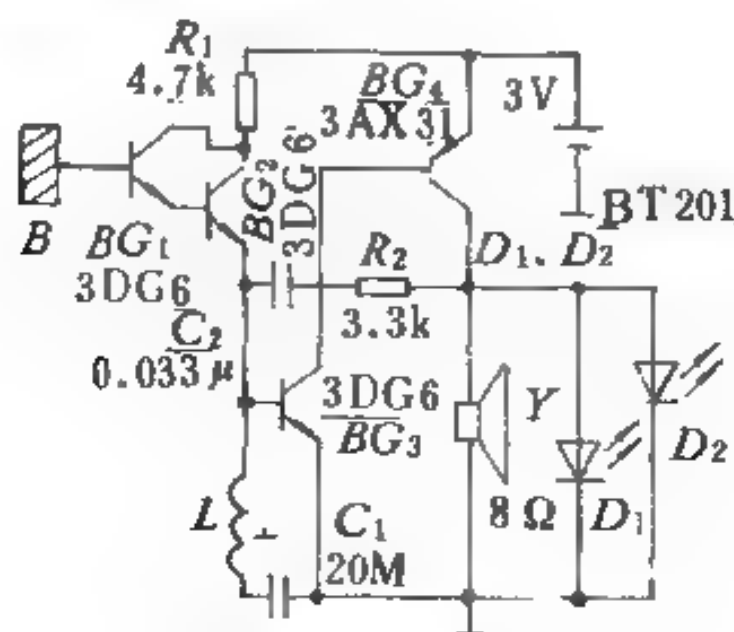 R₁
4.7k
BG₄
3AX31
3V
BT201
D₁、D₂
B
BG₁
3DG6
BG₂
3DG6
R₂
3.3k
C₂
0.033μ
3DG6
BG₃
Y
8Ω
D₁
D₂
L
C₁
20M